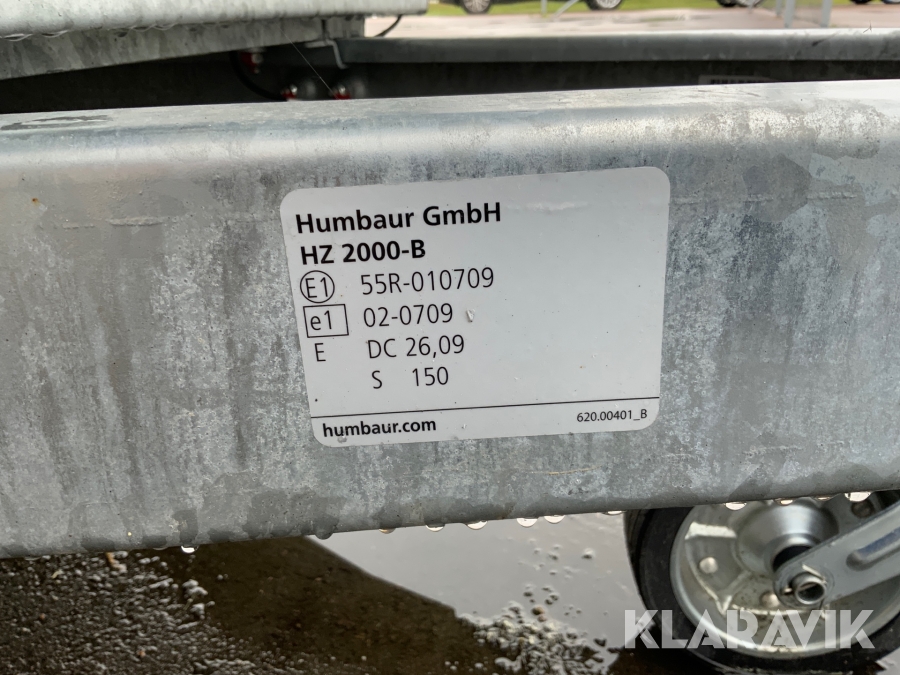 Humbaur GmbH
HZ 2000-B
E1 55R-010709
e1 02-0709
E DC 26,09
S 150
humbaur.com 620.00401_B
KLARAVIK